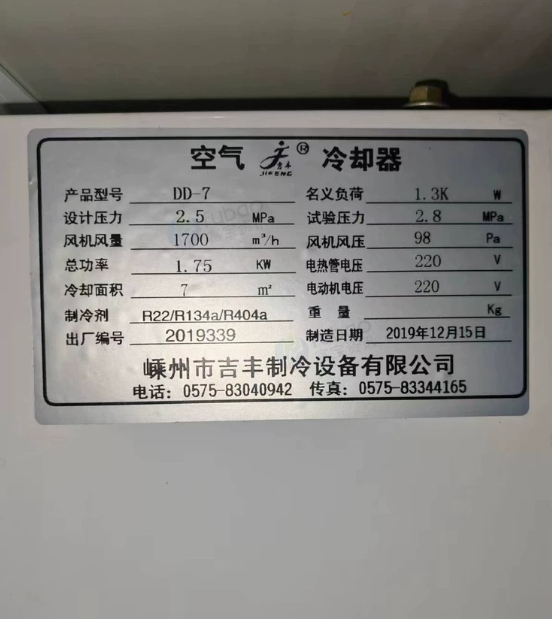 空气 吉丰 JIFENG ® 冷却器
产品型号 DD-7 名义负荷 1.3K W
设计压力 2.5 MPa 试验压力 2.8 MPa
风机风量 1700 m³/h 风机风压 98 Pa
总功率 1.75 KW 电热管电压 220 V
冷却面积 7 m² 电动机电压 220 V
制冷剂 R22/R134a/R404a 重量 Kg
出厂编号 2019339 制造日期 2019年12月15日
嵊州市吉丰制冷设备有限公司
电话：0575-83040942 传真：0575-83344165